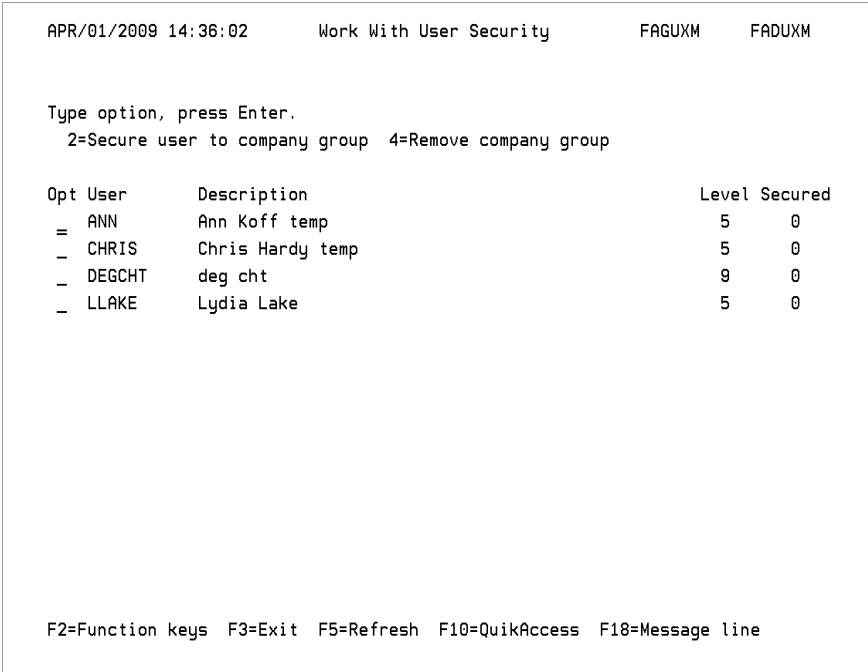 APR/01/2009 14:36:02 Work With User Security FAGUXM FADUXM
Type option, press Enter.
2=Secure user to company group 4=Remove company group
Opt User Description Level Secured
_ ANN Ann Koff temp 5 0
_ CHRIS Chris Hardy temp 5 0
_ DEGCHT deg cht 9 0
_ LLAKE Lydia Lake 5 0
F2=Function keys F3=Exit F5=Refresh F10=QuikAccess F18=Message line